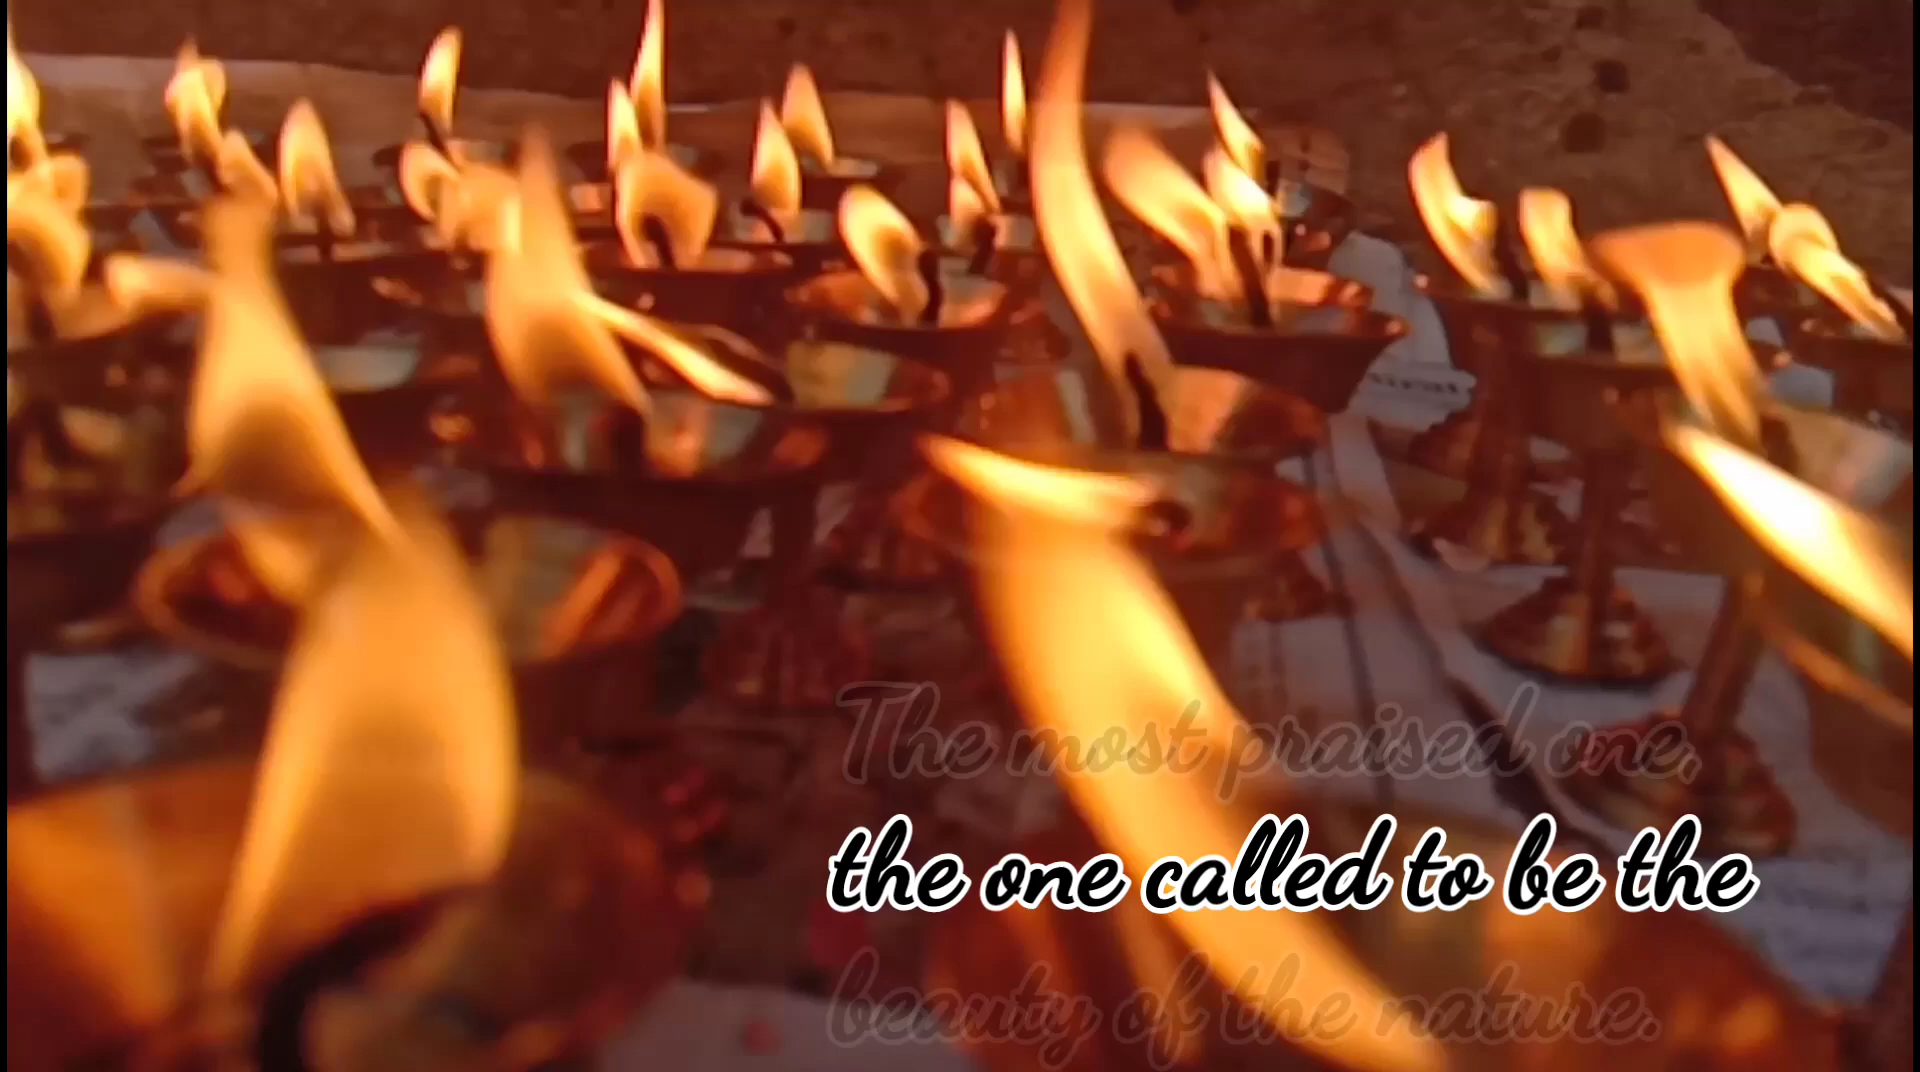 The most praised one,
the one called to be the
beauty of the nature.